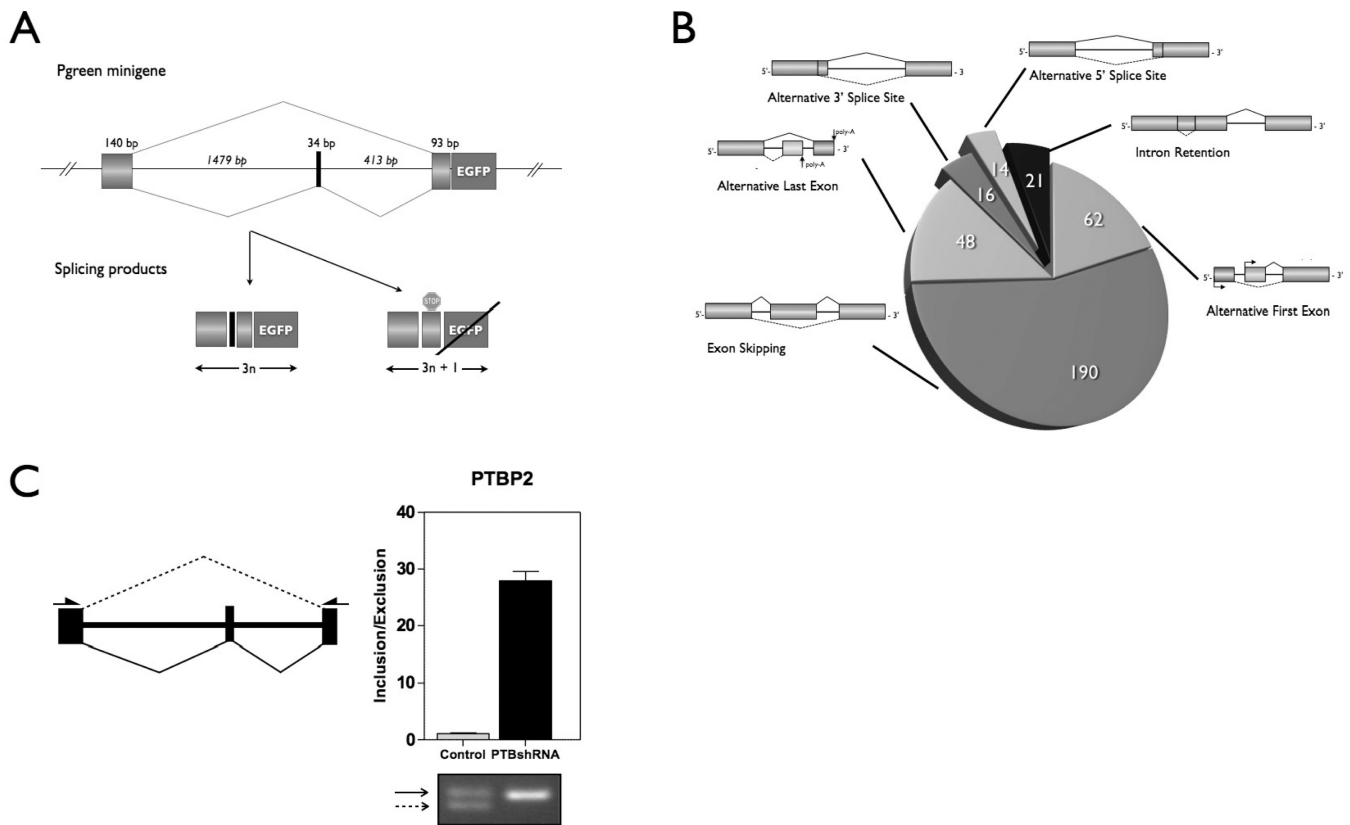 A
Pgreen minigene
140 bp
1479 bp
34 bp
413 bp
93 bp
EGFP
Splicing products
STOP
EGFP
EGFP
3n
3n + 1
B
5'-
- 3
Alternative 3' Splice Site
5'-
- 3'
Alternative 5' Splice Site
poly-A
5'-
- 3'
poly-A
Alternative Last Exon
5'-
- 3'
Intron Retention
5'-
- 3'
Exon Skipping
5'-
- 3'
Alternative First Exon
14
16
21
48
62
190
C
PTBP2
Inclusion/Exclusion
40
30
20
10
0
Control PTBshRNA